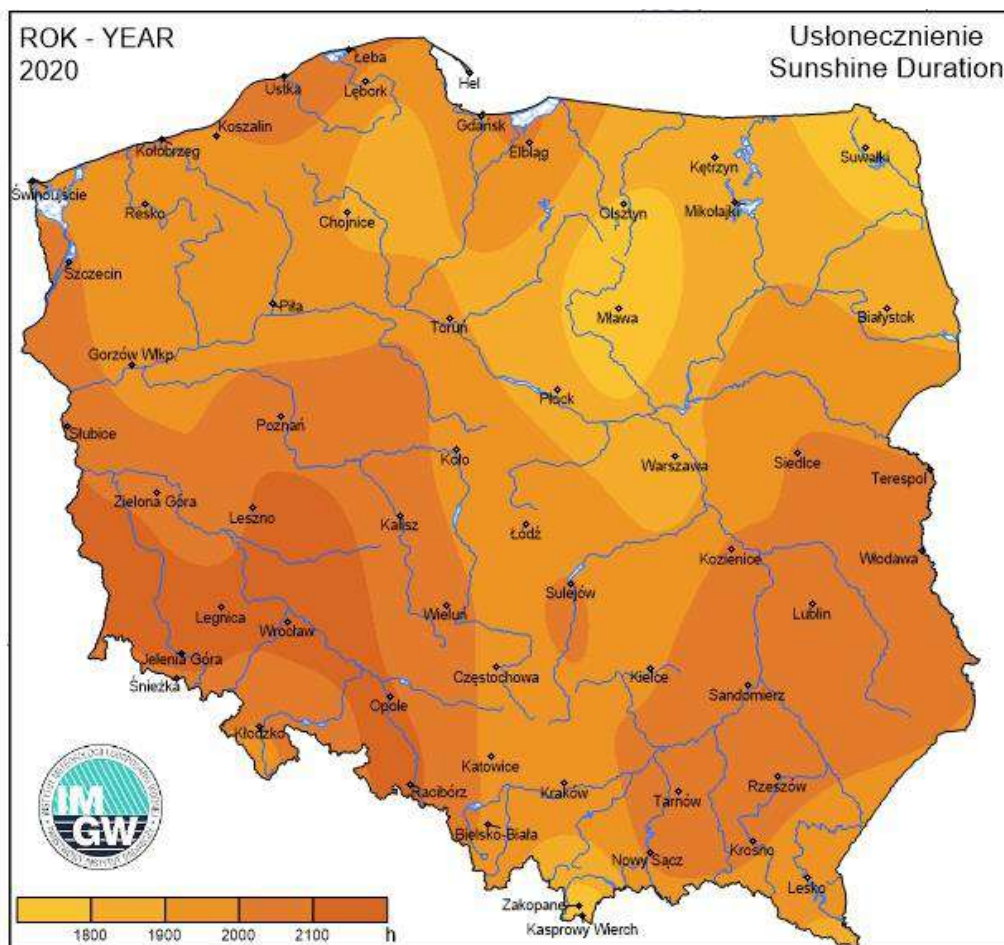 ROK - YEAR
2020
Usłonecznienie
Sunshine Duration
Łeba
Hel
Ustka
Lębork
Gdańsk
Koszalin
Kołobrzeg
Elbląg
Suwałki
Kętrzyn
Świnoujście
Resko
Chojnice
Olsztyn
Mikołajki
Szczecin
Piła
Toruń
Mława
Białystok
Gorzów Wlkp
Płock
Słubice
Poznań
Koło
Warszawa
Siedlce
Terespol
Zielona Góra
Leszno
Kalisz
Łódź
Kozienice
Włodawa
Sulejów
Legnica
Wrocław
Wieluń
Lublin
Jelenia Góra
Śnieżka
Częstochowa
Kielce
Sandomierz
Opole
Kłodzko
Katowice
Racibórz
Kraków
Tarnów
Rzeszów
Bielsko-Biała
Nowy Sącz
Krosno
Lesko
Zakopane
Kasprowy Wierch
IM
GW
1800 1900 2000 2100 h